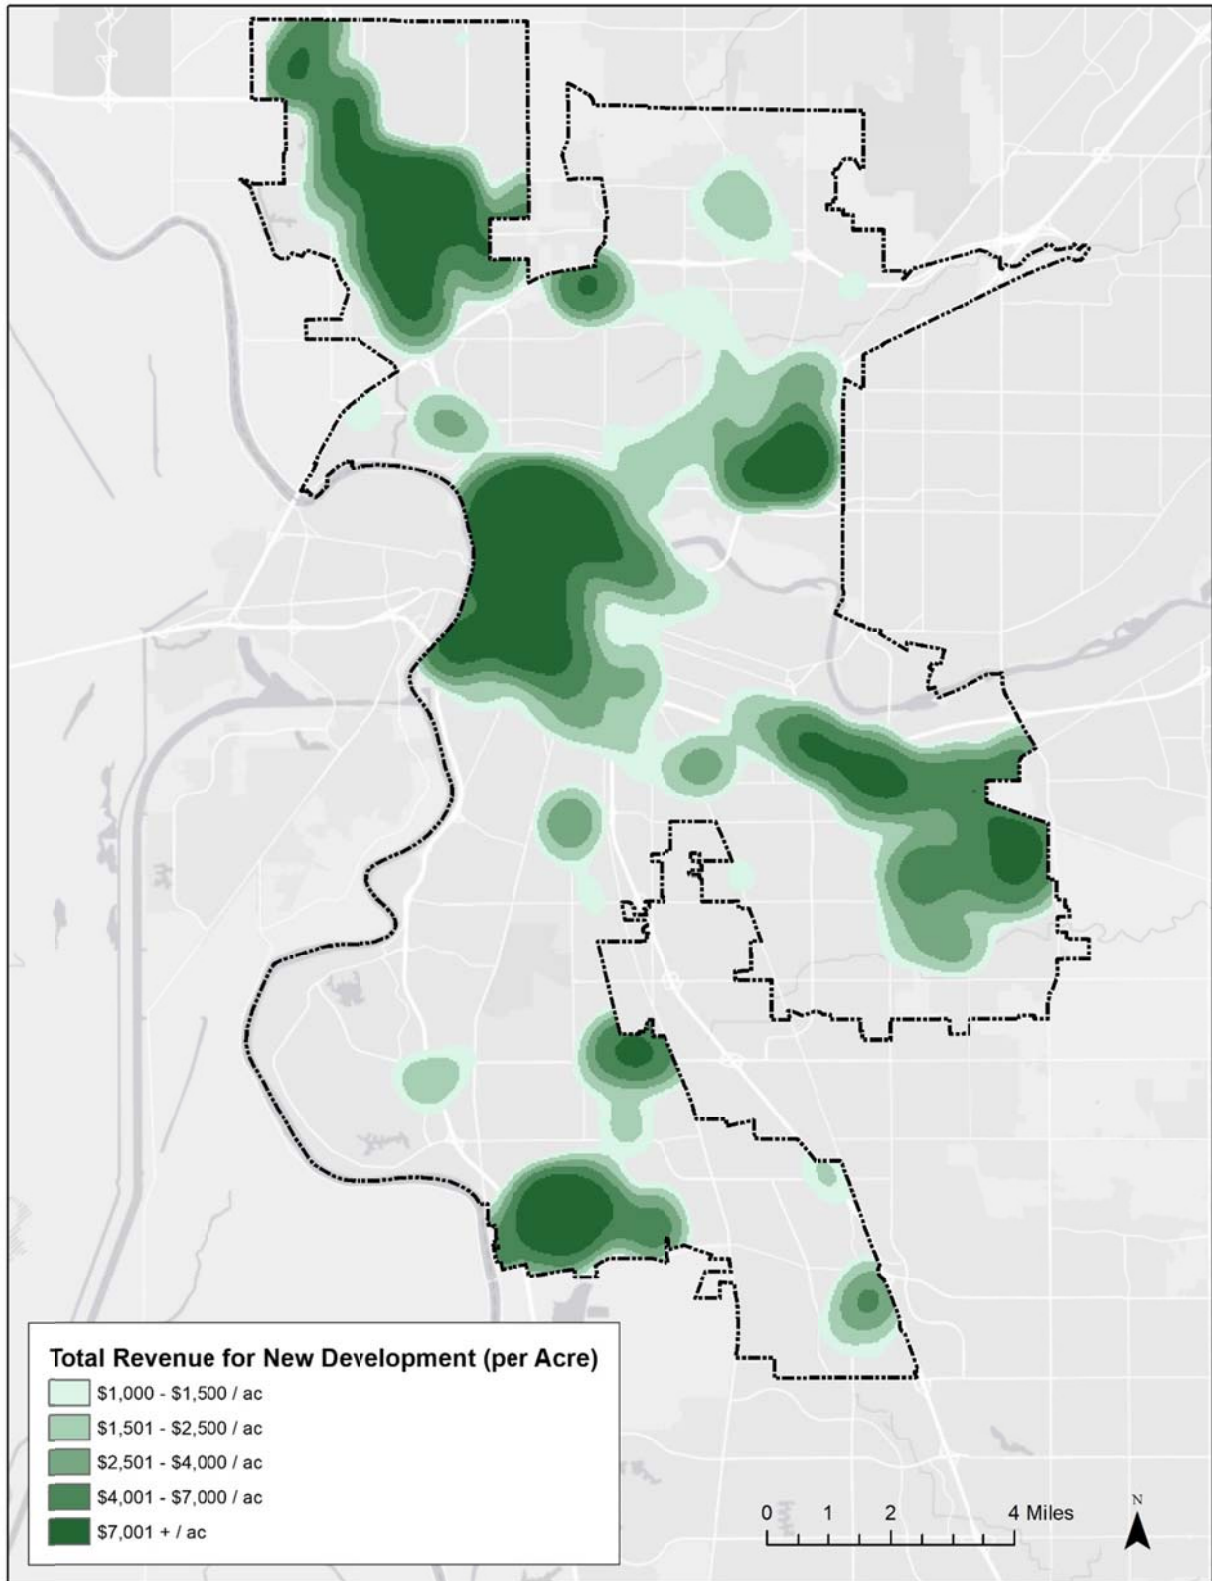 Total Revenue for New Development (per Acre)
$1,000 - $1,500 / ac
$1,501 - $2,500 / ac
$2,501 - $4,000 / ac
$4,001 - $7,000 / ac
$7,001 + / ac
0 1 2 4 Miles
N